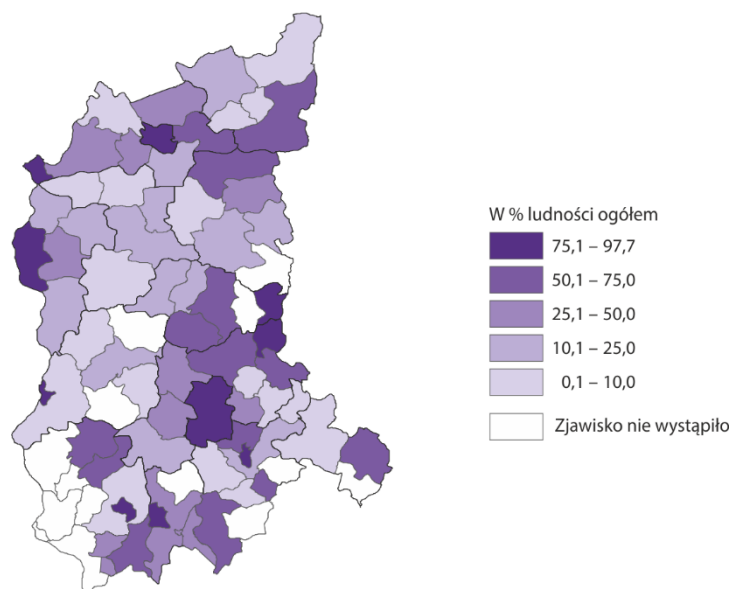 W % ludności ogółem
75,1 – 97,7
50,1 – 75,0
25,1 – 50,0
10,1 – 25,0
0,1 – 10,0
Zjawisko nie wystąpiło